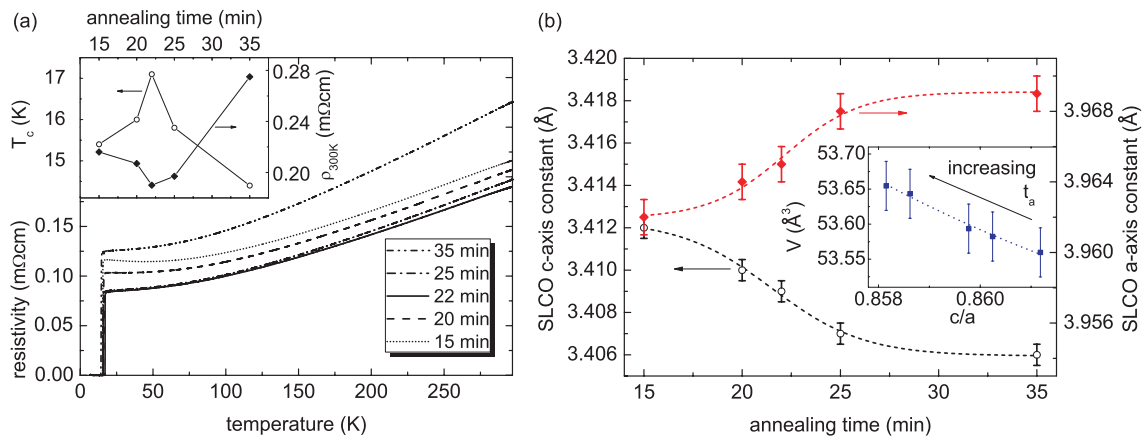 (a)
annealing time (min)
15 20 25 30 35
17
16
15
T_c (K)
0.28
0.24
0.20
ρ_300K (mΩcm)
0.15
0.10
0.05
0.00
resistivity (mΩcm)
35 min
25 min
22 min
20 min
15 min
0 50 100 150 200 250
temperature (K)
(b)
3.420
3.418
3.416
3.414
3.412
3.410
3.408
3.406
SLCO c-axis constant (Å)
3.968
3.964
3.960
3.956
SLCO a-axis constant (Å)
53.70
53.65
53.60
53.55
V (Å³)
increasing
t_a
0.858 0.860
c/a
15 20 25 30 35
annealing time (min)